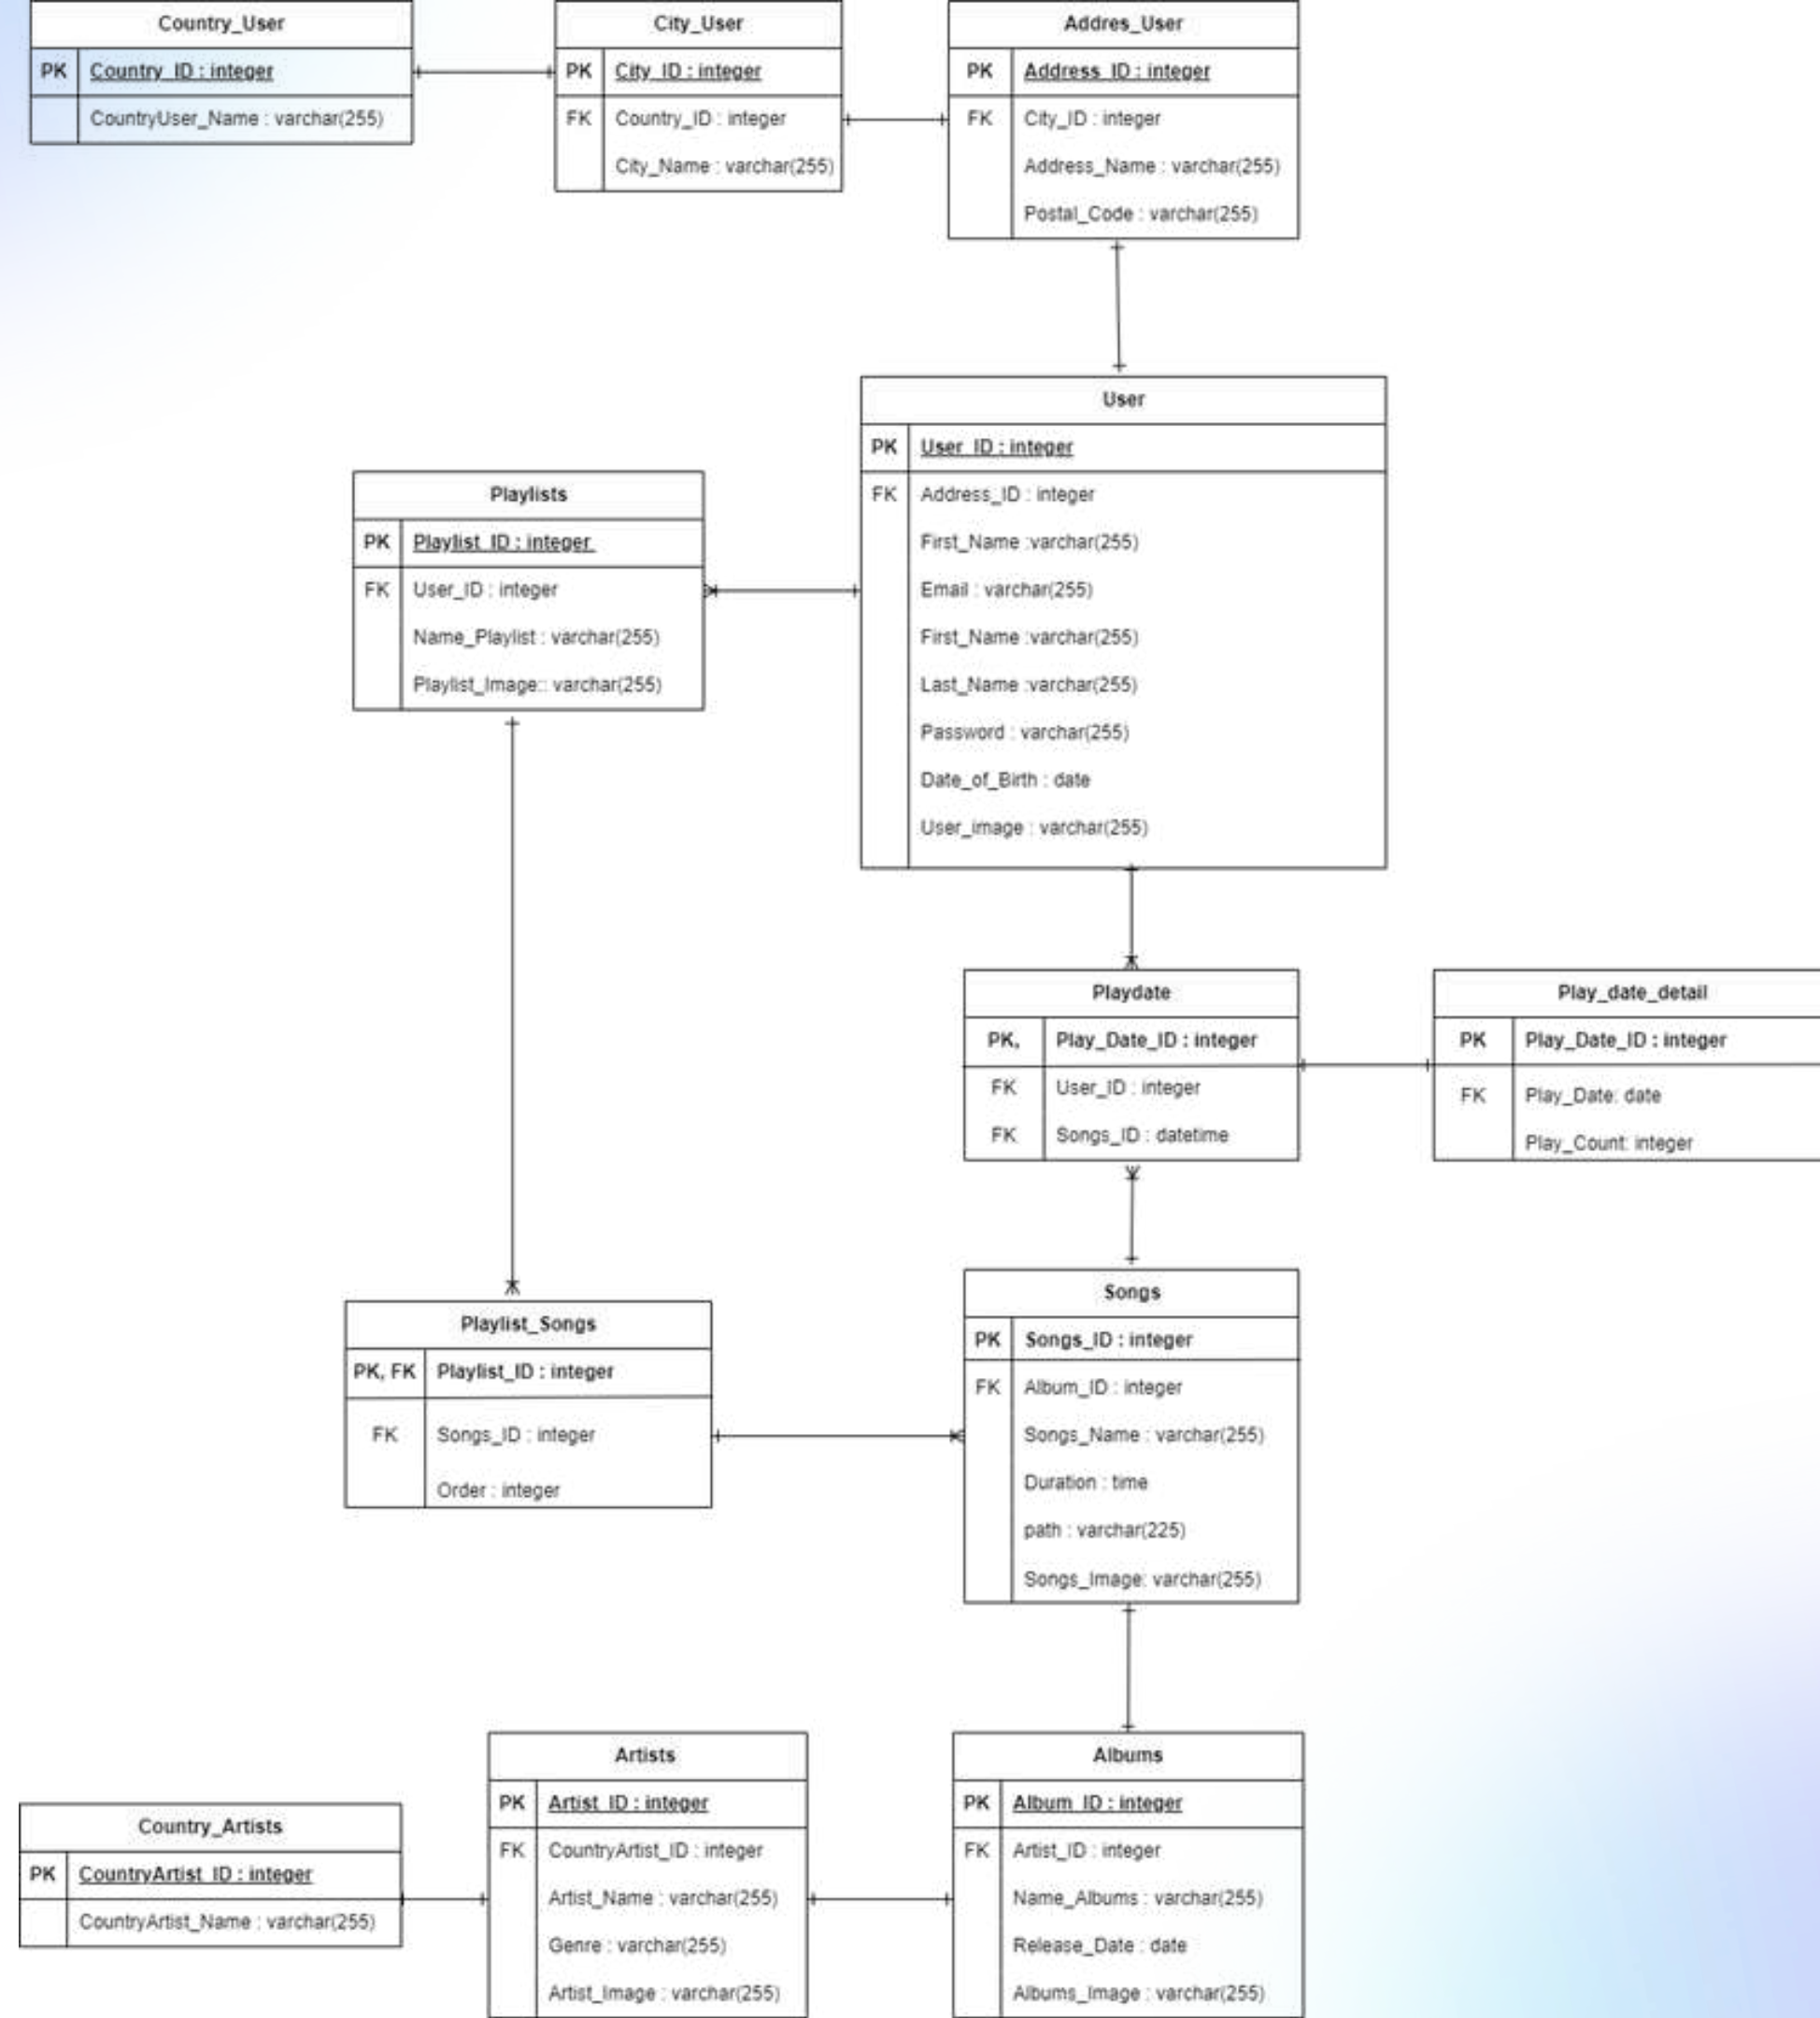 Country_User
PK Country_ID : integer
CountryUser_Name : varchar(255)
City_User
PK City_ID : integer
FK Country_ID : integer
City_Name : varchar(255)
Addres_User
PK Address_ID : integer
FK City_ID : integer
Address_Name : varchar(255)
Postal_Code : varchar(255)
User
PK User_ID : integer
FK Address_ID : integer
First_Name :varchar(255)
Email : varchar(255)
First_Name :varchar(255)
Last_Name :varchar(255)
Password : varchar(255)
Date_of_Birth : date
User_image : varchar(255)
Playlists
PK Playlist_ID : integer
FK User_ID : integer
Name_Playlist : varchar(255)
Playlist_Image:: varchar(255)
Playdate
PK, Play_Date_ID : integer
FK User_ID : integer
FK Songs_ID : datetime
Play_date_detail
PK Play_Date_ID : integer
FK Play_Date: date
Play_Count: integer
Playlist_Songs
PK, FK Playlist_ID : integer
FK Songs_ID : integer
Order : integer
Songs
PK Songs_ID : integer
FK Album_ID : integer
Songs_Name : varchar(255)
Duration : time
path : varchar(225)
Songs_Image: varchar(255)
Country_Artists
PK CountryArtist_ID : integer
CountryArtist_Name : varchar(255)
Artists
PK Artist_ID : integer
FK CountryArtist_ID : integer
Artist_Name : varchar(255)
Genre : varchar(255)
Artist_Image : varchar(255)
Albums
PK Album_ID : integer
FK Artist_ID : integer
Name_Albums : varchar(255)
Release_Date : date
Albums_Image : varchar(255)